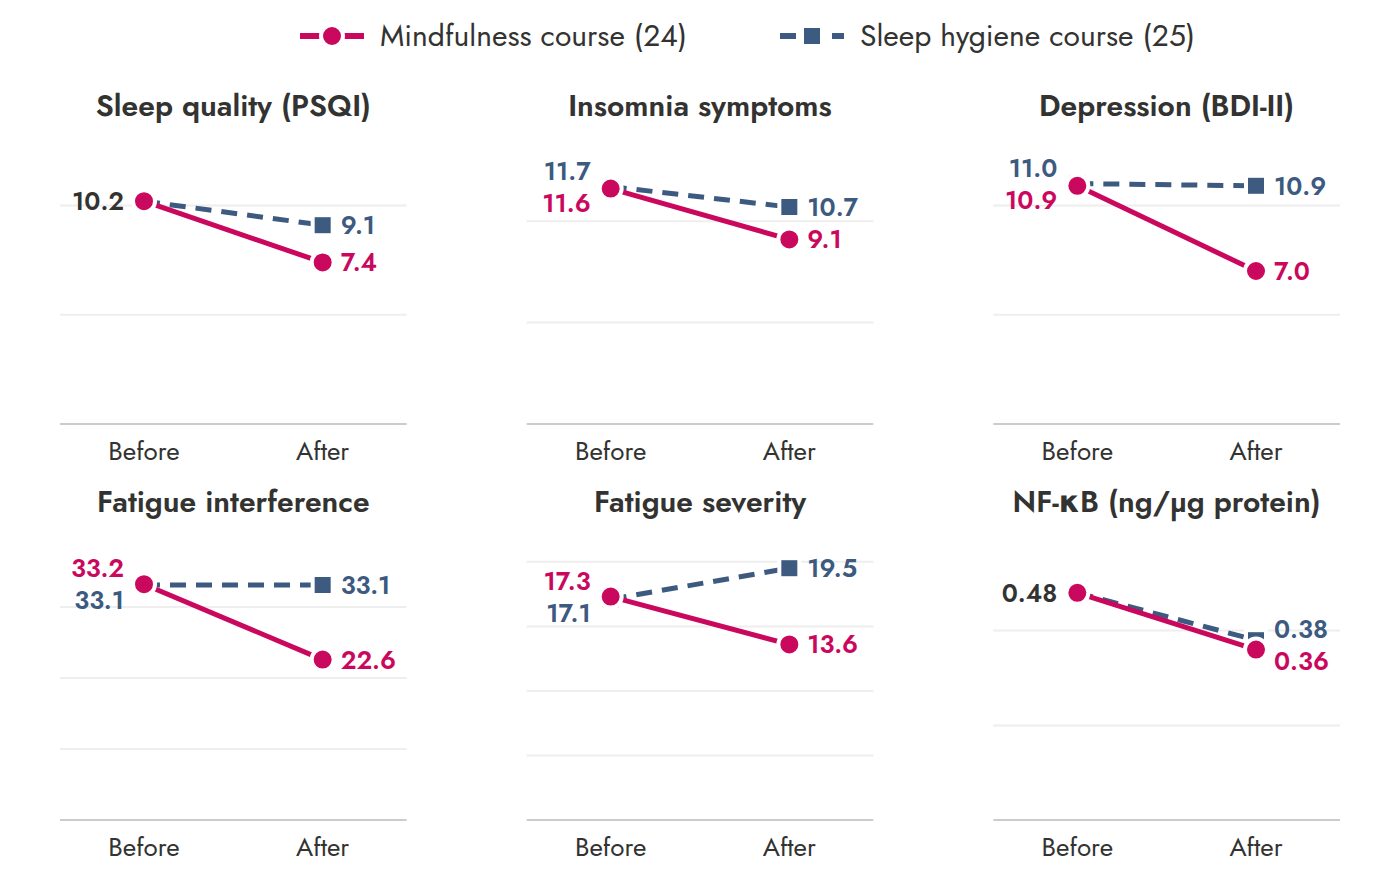 Mindfulness course (24)
Sleep hygiene course (25)
Sleep quality (PSQI)
10.2
9.1
7.4
Before
After
Insomnia symptoms
11.7
11.6
10.7
9.1
Before
After
Depression (BDI-II)
11.0
10.9
10.9
7.0
Before
After
Fatigue interference
33.2
33.1
33.1
22.6
Before
After
Fatigue severity
17.3
17.1
19.5
13.6
Before
After
NF-κB (ng/μg protein)
0.48
0.38
0.36
Before
After